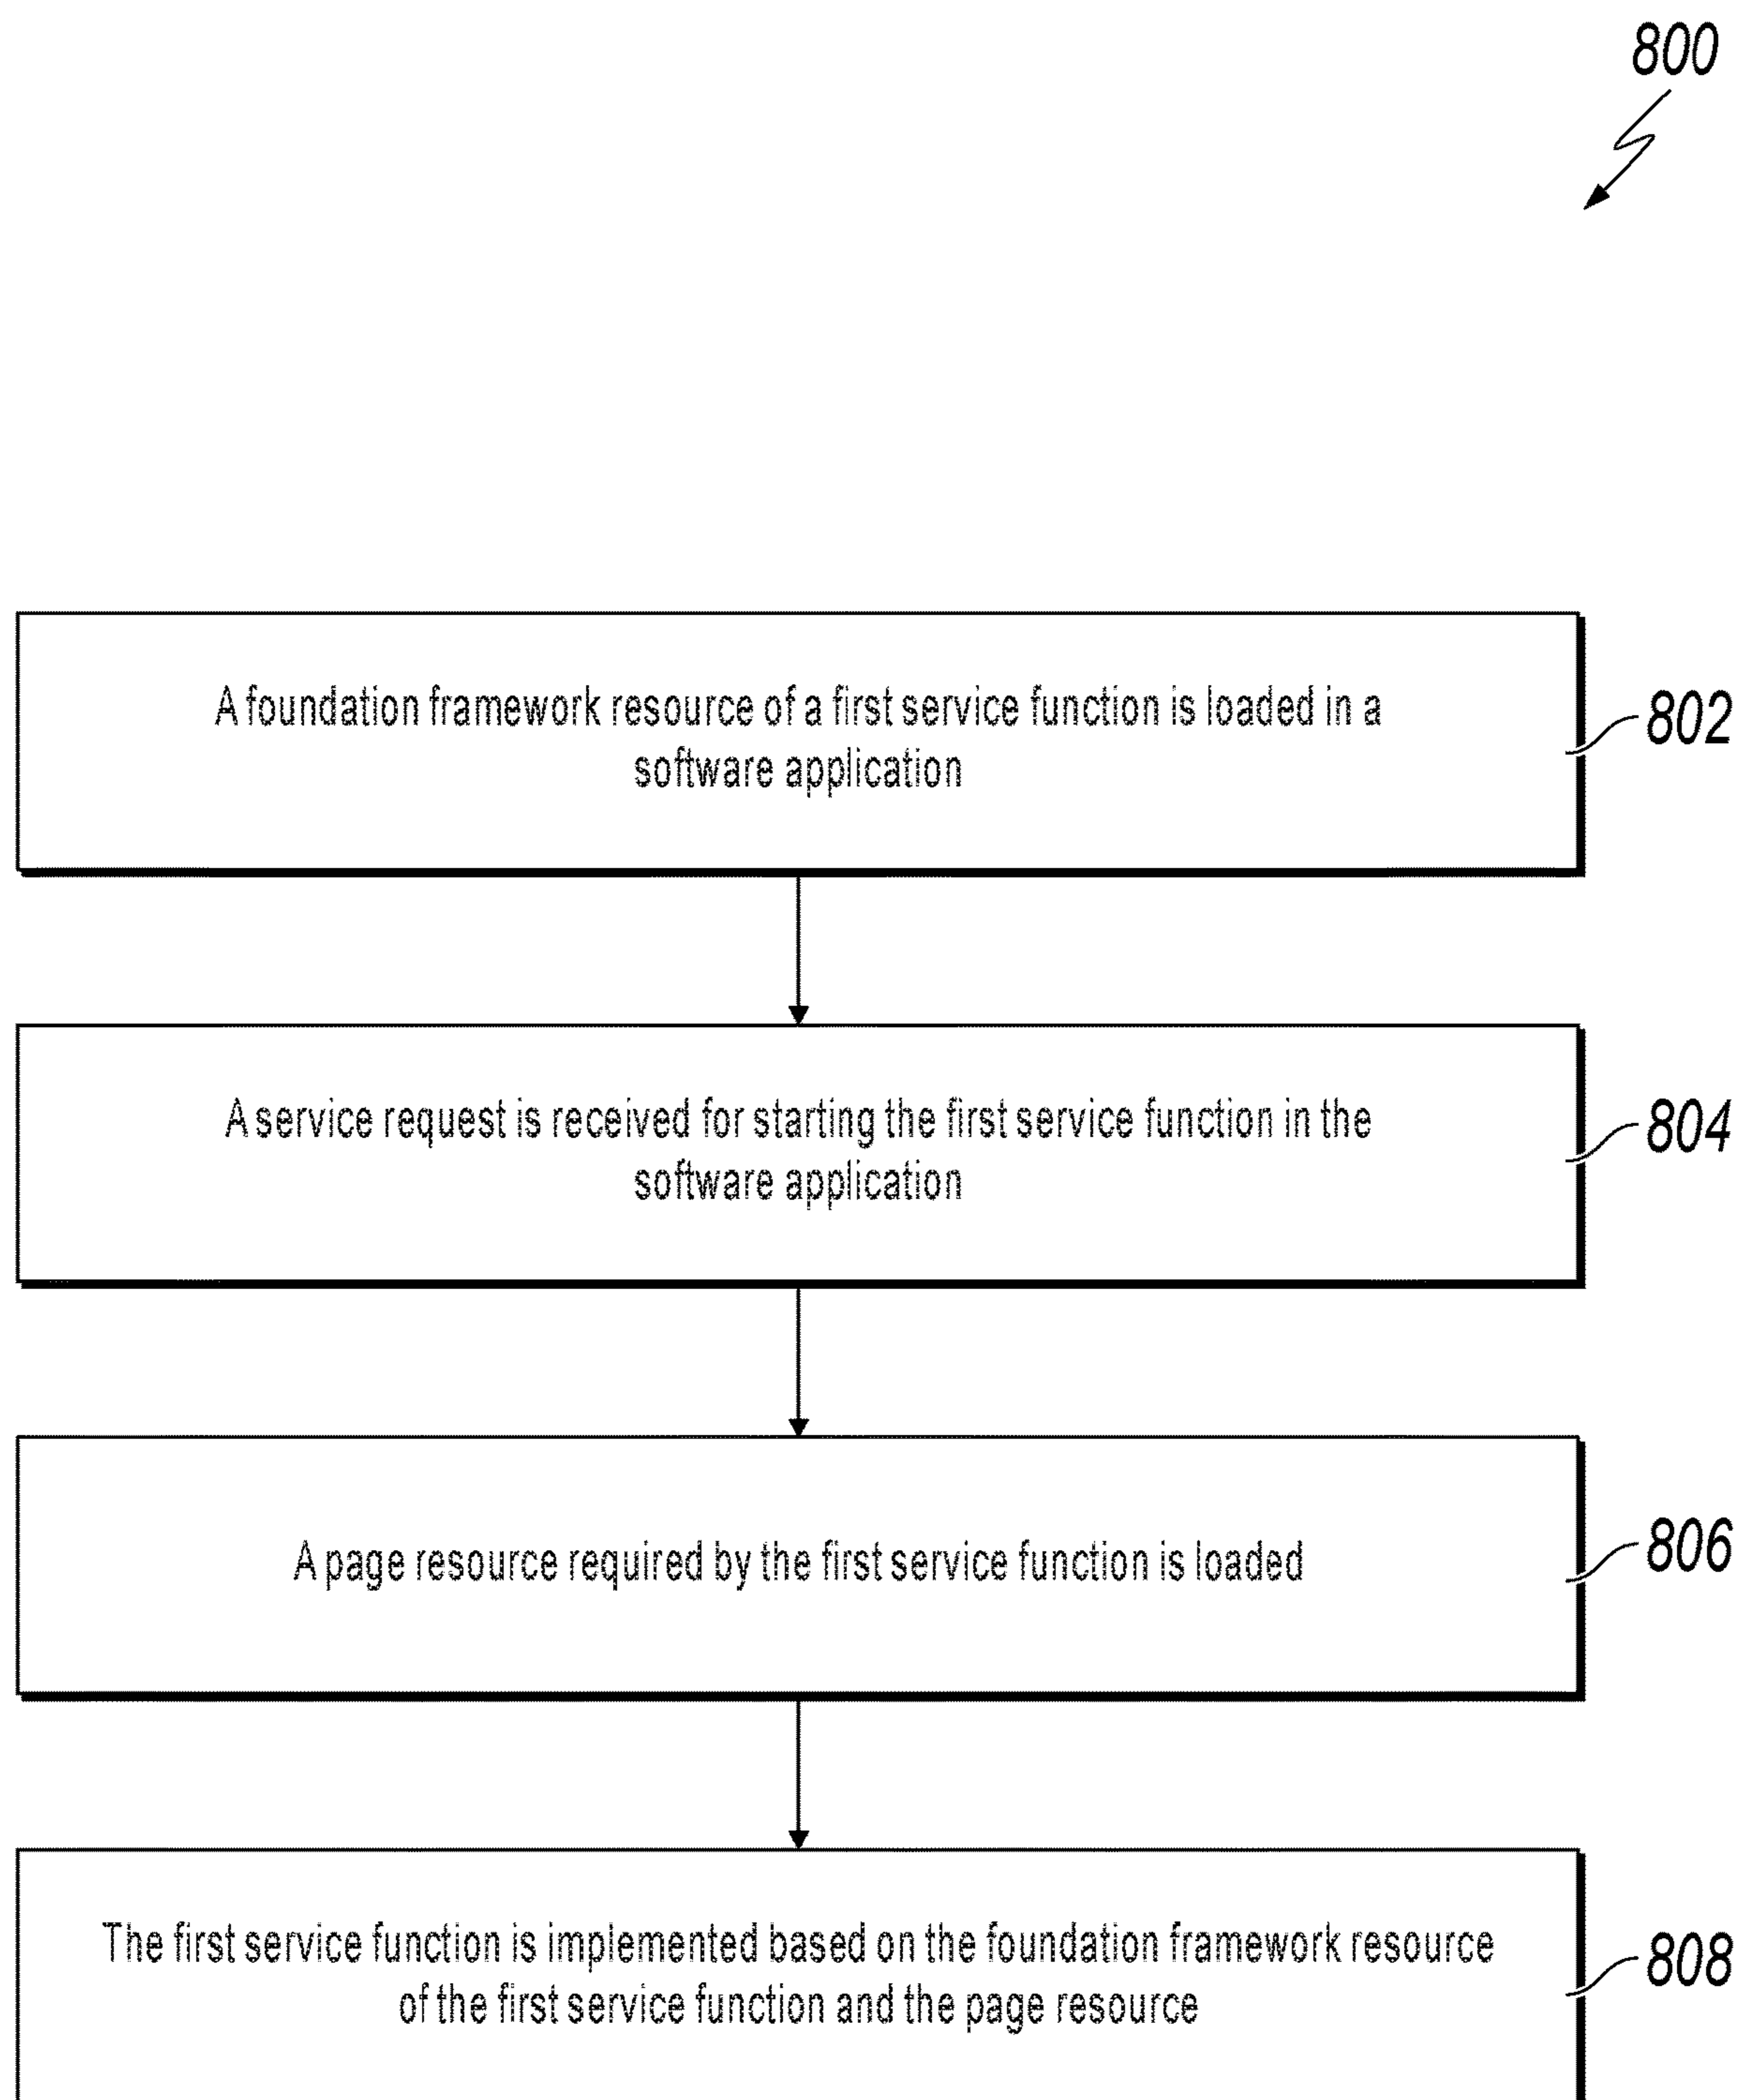 800
A foundation framework resource of a first service function is loaded in a
software application
802
A service request is received for starting the first service function in the
software application
804
A page resource required by the first service function is loaded
806
The first service function is implemented based on the foundation framework resource
of the first service function and the page resource
808